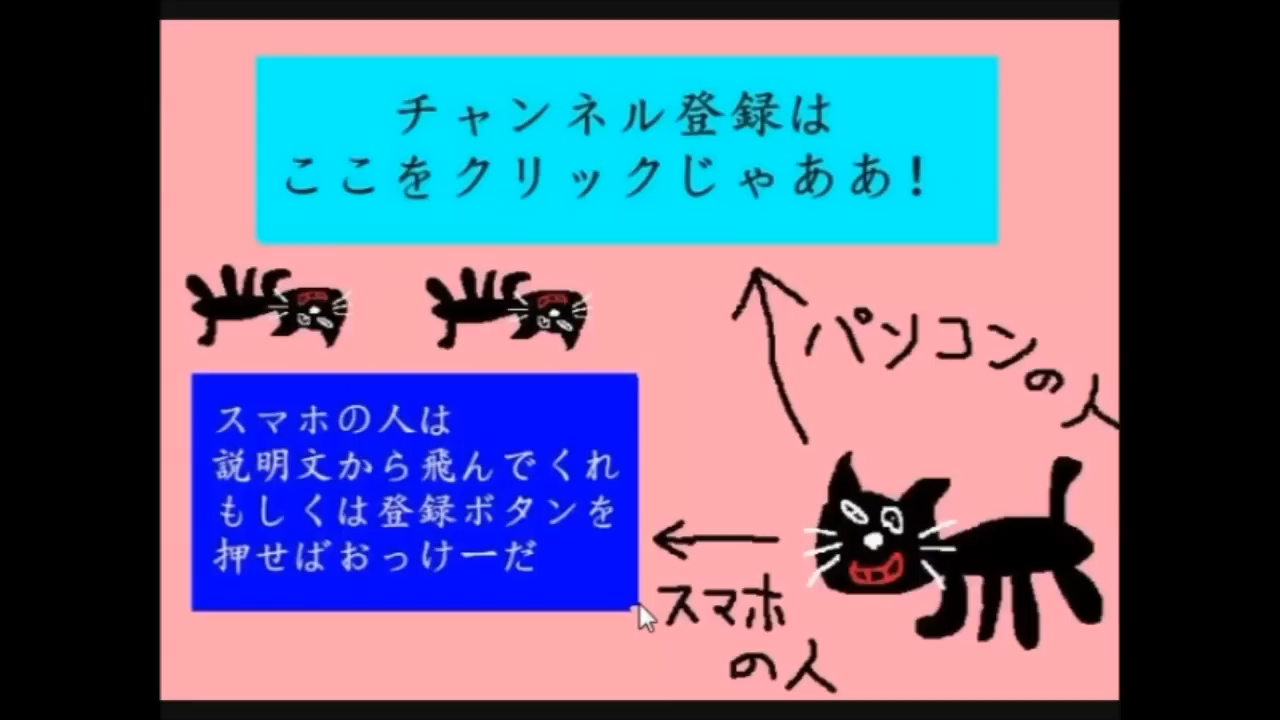 チャンネル登録は
ここをクリックじゃああ！
パソコンの人
スマホの人は
説明文から飛んでくれ
もしくは登録ボタンを
押せばおっけーだ
スマホ
の人